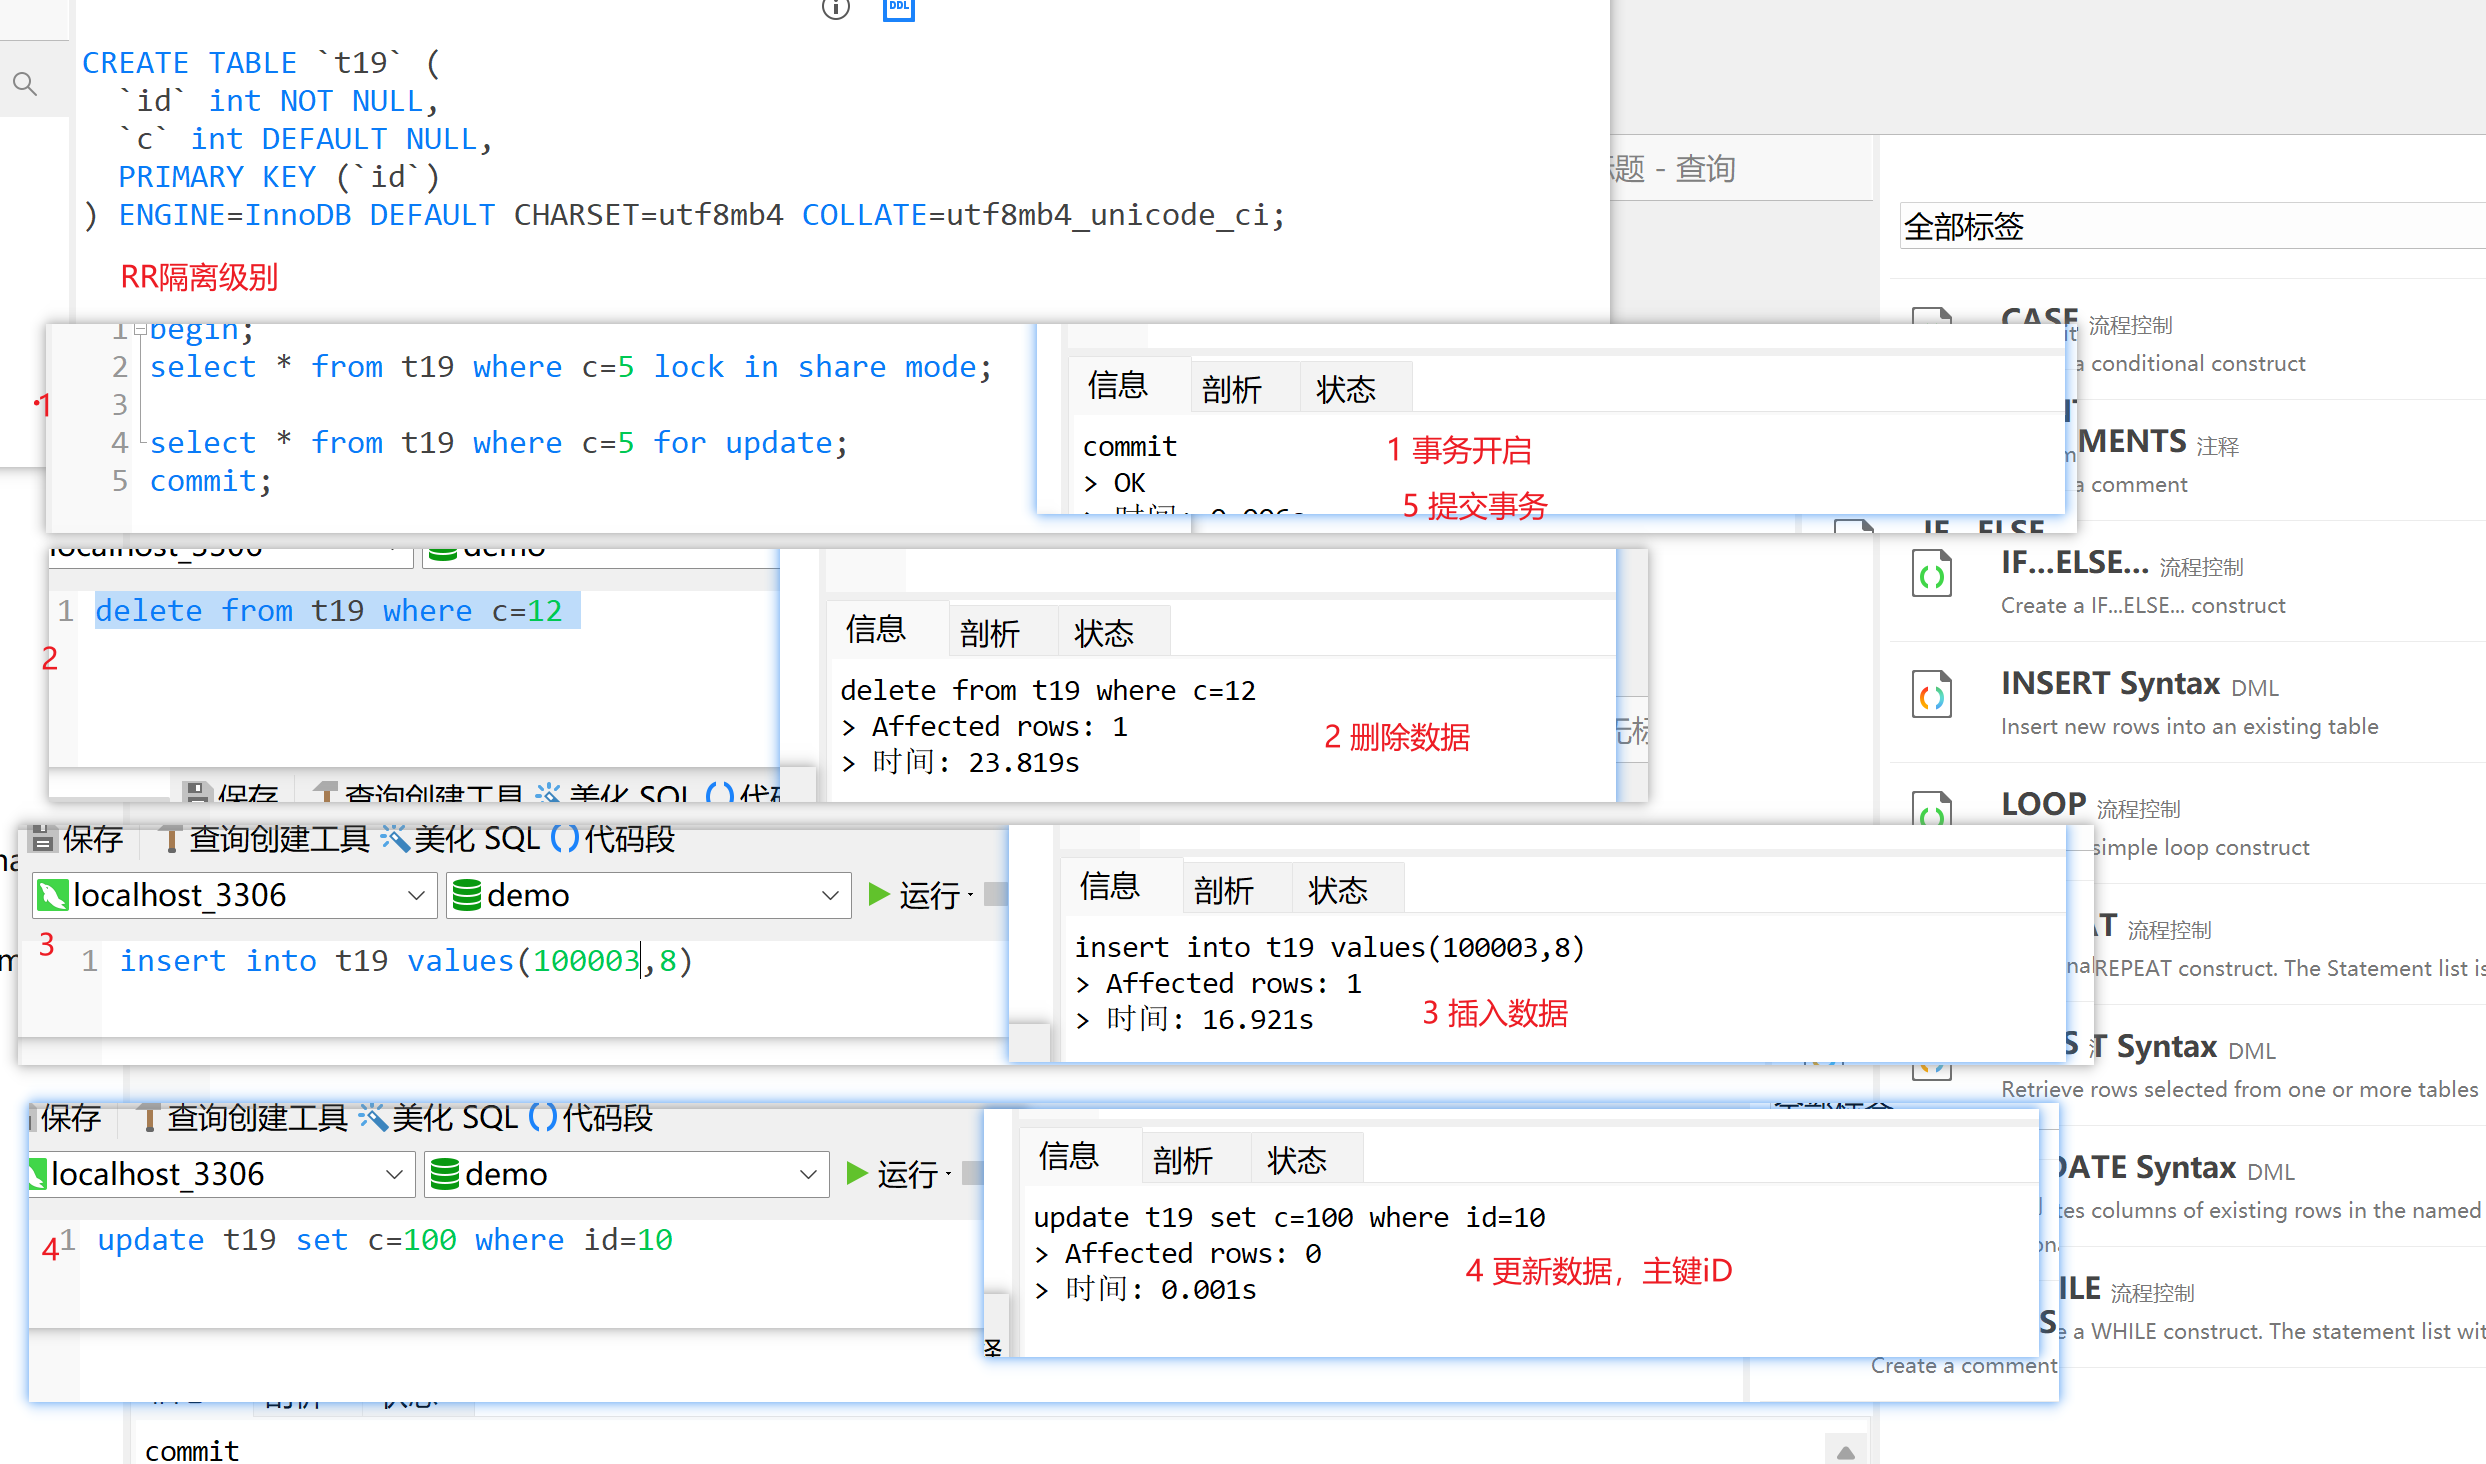 DDL
CREATE TABLE `t19` (
`id` int NOT NULL,
`c` int DEFAULT NULL,
PRIMARY KEY (`id`)
) ENGINE=InnoDB DEFAULT CHARSET=utf8mb4 COLLATE=utf8mb4_unicode_ci;
RR隔离级别
题 - 查询
全部标签
1
1 begin;
2 select * from t19 where c=5 lock in share mode;
3
4 select * from t19 where c=5 for update;
5 commit;
信息 剖析 状态
commit
> OK
1 事务开启
5 提交事务
localhost_3306 demo
1 delete from t19 where c=12
2
保存 查询创建工具 美化 SQL
信息 剖析 状态
delete from t19 where c=12
> Affected rows: 1
> 时间: 23.819s
2 删除数据
保存 查询创建工具 美化 SQL () 代码段
localhost_3306 demo 运行
3
1 insert into t19 values(100003,8)
信息 剖析 状态
insert into t19 values(100003,8)
> Affected rows: 1
> 时间: 16.921s
3 插入数据
保存 查询创建工具 美化 SQL () 代码段
localhost_3306 demo 运行
4
1 update t19 set c=100 where id=10
信息 剖析 状态
update t19 set c=100 where id=10
> Affected rows: 0
> 时间: 0.001s
4 更新数据，主键iD
commit
CASE 流程控制
a conditional construct
MENTS 注释
a comment
IF...ELSE... 流程控制
Create a IF...ELSE... construct
INSERT Syntax DML
Insert new rows into an existing table
LOOP 流程控制
simple loop construct
AT 流程控制
REPEAT construct. The Statement list is
T Syntax DML
Retrieve rows selected from one or more tables
DATE Syntax DML
tes columns of existing rows in the named
ILE 流程控制
e a WHILE construct. The statement list wit
Create a comment